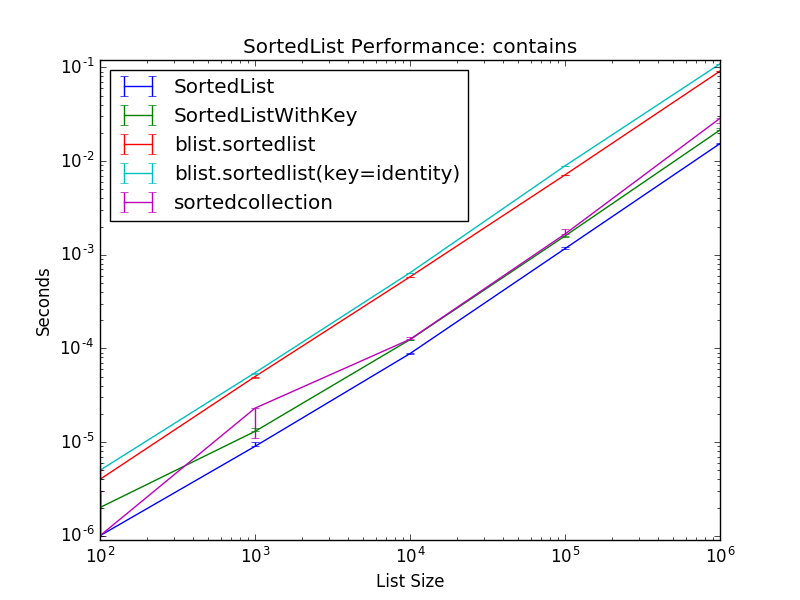 SortedList Performance: contains
SortedList
SortedListWithKey
blist.sortedlist
blist.sortedlist(key=identity)
sortedcollection
10^-1
10^-2
10^-3
10^-4
10^-5
10^-6
Seconds
10^2 10^3 10^4 10^5 10^6
List Size